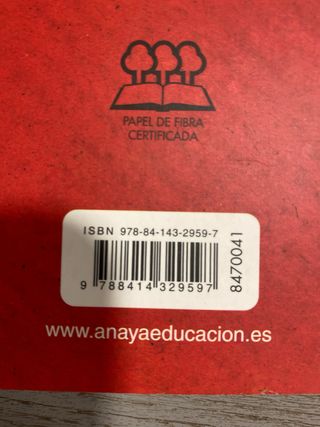 PAPEL DE FIBRA
CERTIFICADA
ISBN 978-84-143-2959-7
9 788414 329597
8470041
www.anayaeducacion.es